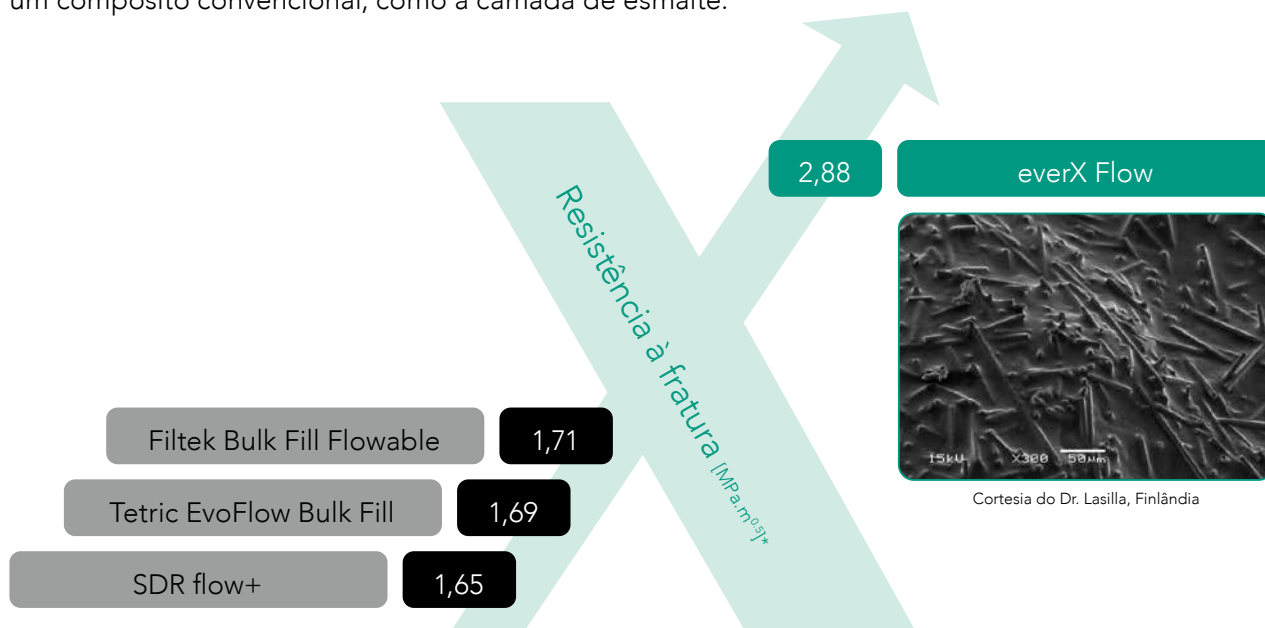 um compósito convencional, como a camada de esmalte.
2,88 everX Flow
Resistência à fratura [MPa.m0.5]*
15kU X300 50µm
Cortesia do Dr. Lasilla, Finlândia
Filtek Bulk Fill Flowable 1,71
Tetric EvoFlow Bulk Fill 1,69
SDR flow+ 1,65